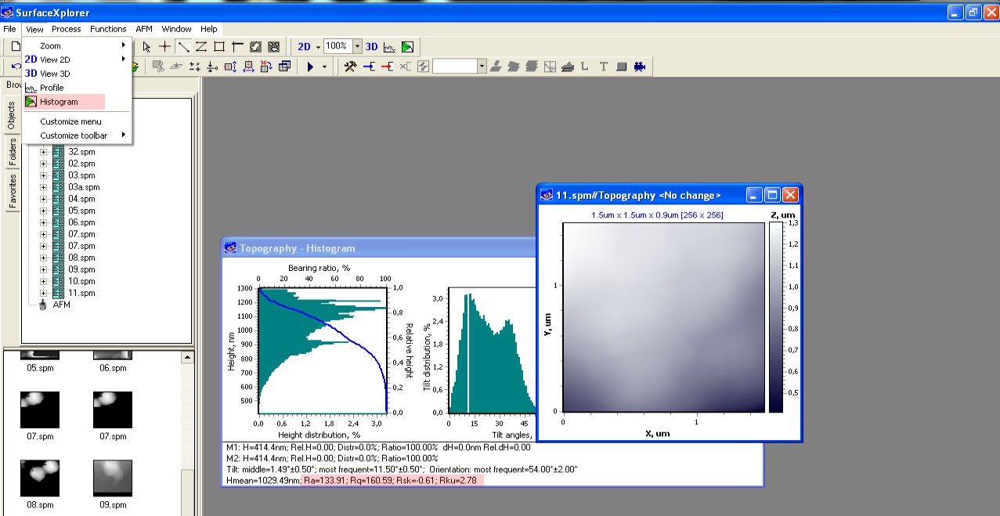 SurfaceXplorer
File View Process Functions AFM Window Help
2D 100% 3D
Zoom
2D View 2D
3D View 3D
Profile
Histogram
Customize menu
Customize toolbar
Objects
Folders
Favorites
32.spm
02.spm
03.spm
03a.spm
04.spm
05.spm
06.spm
07.spm
07.spm
08.spm
09.spm
10.spm
11.spm
AFM
05.spm 06.spm
07.spm 07.spm
08.spm 09.spm
11.spm#Topography <No change>
1.5um x 1.5um x 0.9um [256 x 256]
Z, um
1,3
1,2
1,1
1,0
0,9
0,8
0,7
0,6
0,5
Y, um
1
0
0 1
X, um
Topography - Histogram
Bearing ratio, %
0 20 40 60 80 100
Height, nm
1300
1200
1100
1000
900
800
700
600
500
1,0
0,8
0,6
0,4
0,2
0,0
Relative height
0,0 0,6 1,2 1,8 2,4 3,0
Height distribution, %
Tilt distribution, %
3,0
2,4
1,8
1,2
0,6
0,0
0 15 30 45
Tilt angles,
M1: H=414.4nm; Rel.H=0.00; Distr=0.0%; Ratio=100.00% dH=0.0nm Rel.dH=0.00
M2: H=414.4nm; Rel.H=0.00; Distr=0.0%; Ratio=100.00%
Tilt: middle=1.49°±0.50°; most frequent=11.50°±0.50°; Orientation: most frequent=54.00°±2.00°
Hmean=1029.49nm; Ra=133.91; Rq=160.59; Rsk=-0.61; Rku=2.78